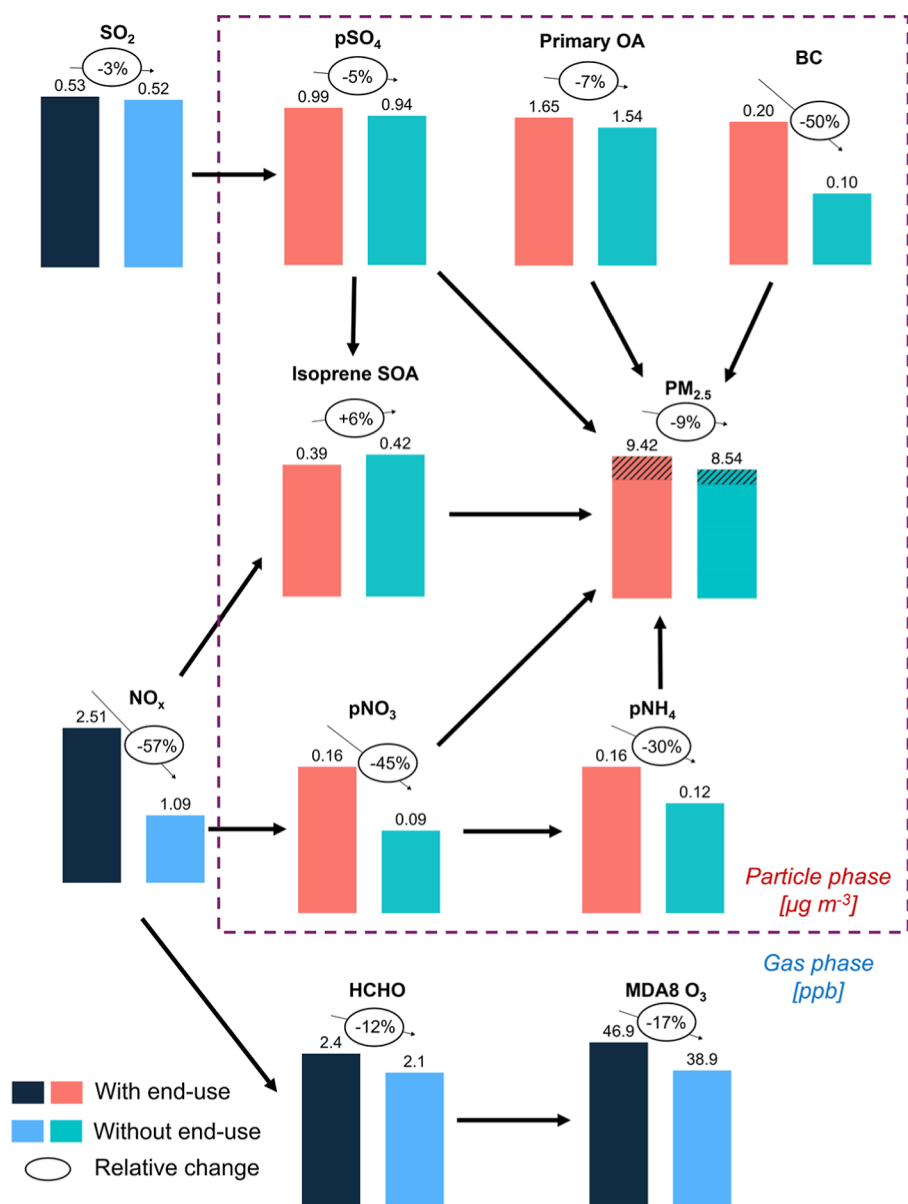 SO₂
-3%
0.53
0.52
pSO₄
-5%
0.99
0.94
Primary OA
-7%
1.65
1.54
BC
-50%
0.20
0.10
Isoprene SOA
+6%
0.39
0.42
PM₂.₅
-9%
9.42
8.54
NOₓ
-57%
2.51
1.09
pNO₃
-45%
0.16
0.09
pNH₄
-30%
0.16
0.12
Particle phase
[µg m⁻³]
Gas phase
[ppb]
HCHO
-12%
2.4
2.1
MDA8 O₃
-17%
46.9
38.9
With end-use
Without end-use
Relative change